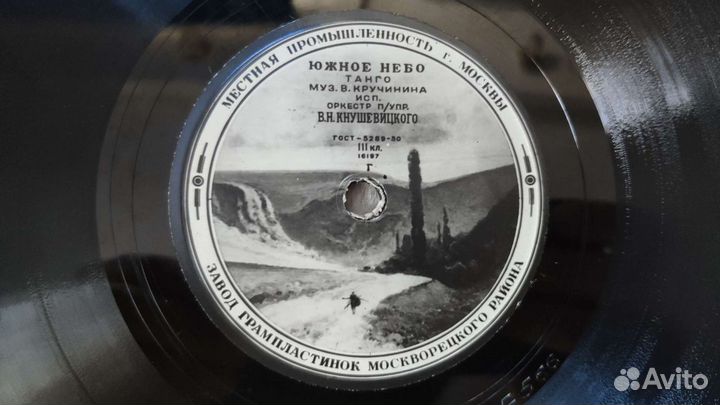 МЕСТНАЯ ПРОМЫШЛЕННОСТЬ Г. МОСКВЫ
ЮЖНОЕ НЕБО
ТАНГО
МУЗ. В. КРУЧИНИНА
ИСП.
ОРКЕСТР П/УПР.
В.Н. КНУШЕВИЦКОГО
ГОСТ-5289-50
III КЛ.
16197
Г
ЗАВОД ГРАМПЛАСТИНОК МОСКВОРЕЦКОГО РАЙОНА
Avito